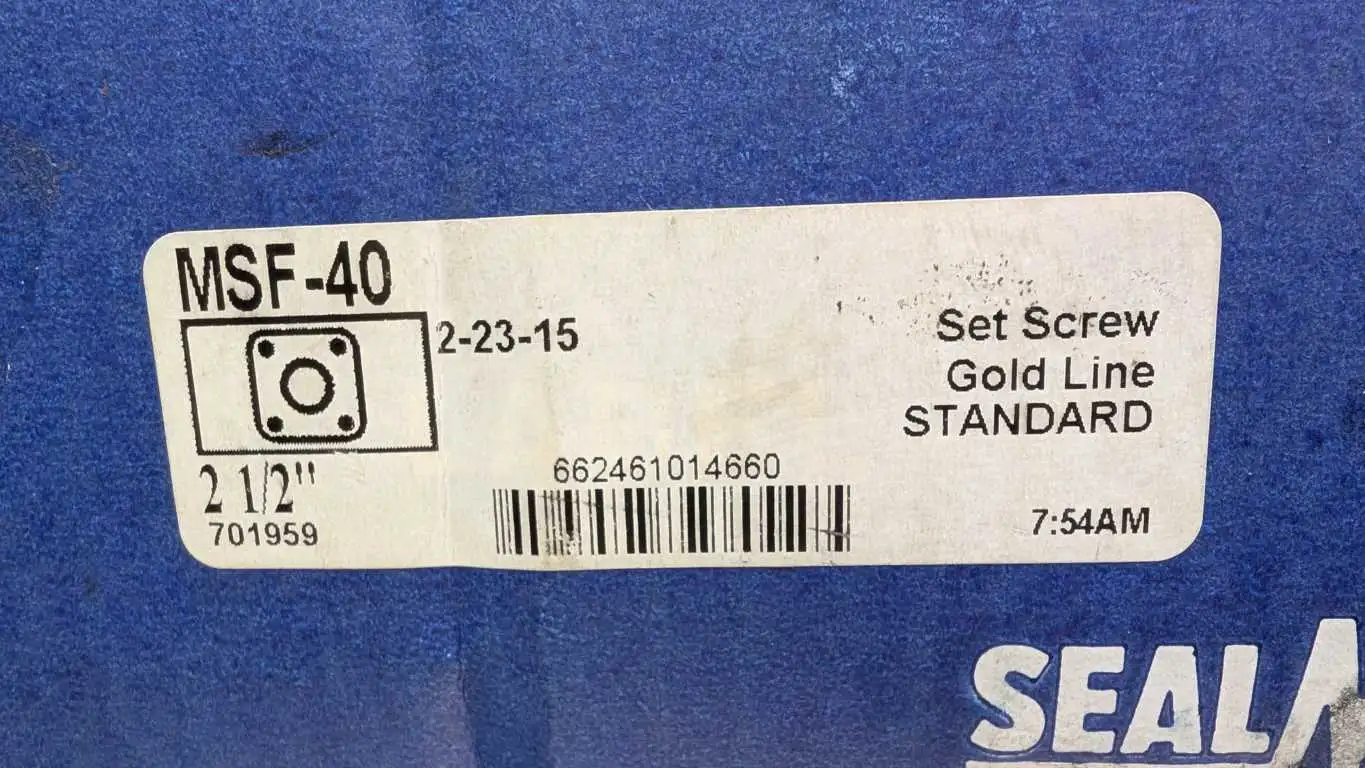 MSF-40
2-23-15
Set Screw
Gold Line
STANDARD
2 1/2"
701959
662461014660
7:54AM
SEAL